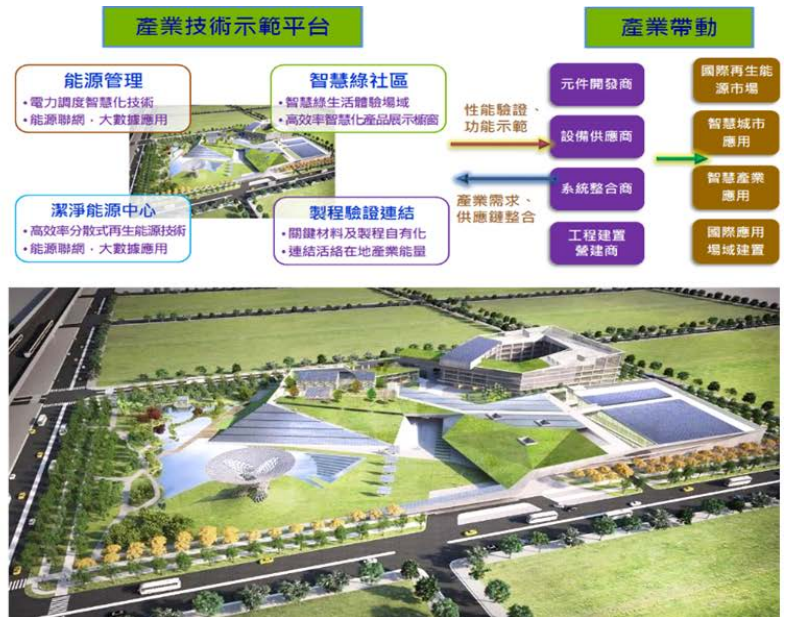 產業技術示範平台
產業帶動
能源管理
•電力調度智慧化技術
•能源聯網‧大數據應用
智慧綠社區
•智慧綠生活體驗場域
•高效率智慧化產品展示櫥窗
潔淨能源中心
•高效率分散式再生能源技術
•能源聯網‧大數據應用
製程驗證連結
•關鍵材料及製程自有化
•連結活絡在地產業能量
性能驗證、
功能示範
產業需求、
供應鏈整合
元件開發商
設備供應商
系統整合商
工程建置
營建商
國際再生能
源市場
智慧城市
應用
智慧產業
應用
國際應用
場域建置